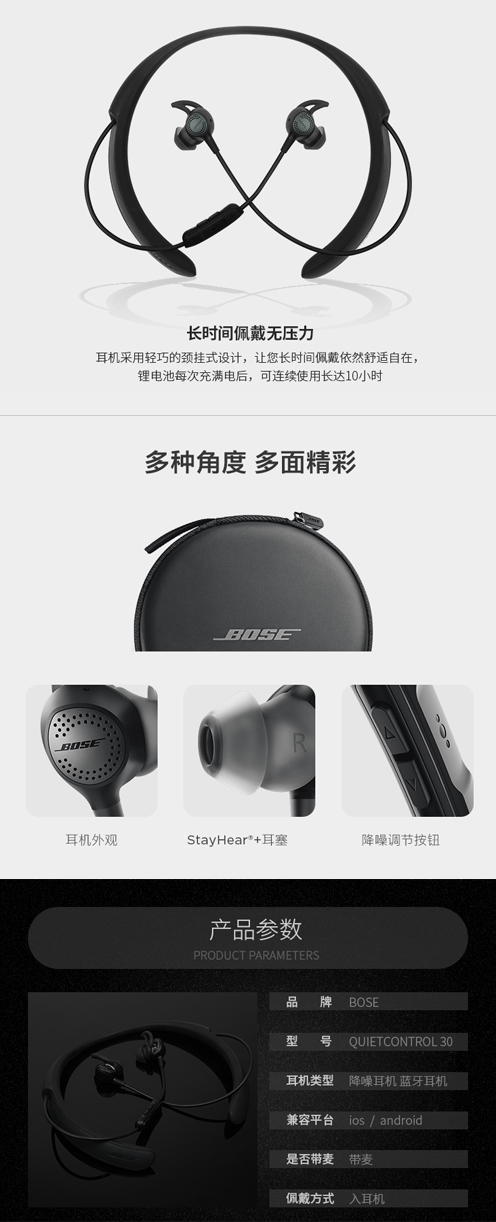 长时间佩戴无压力
耳机采用轻巧的颈挂式设计，让您长时间佩戴依然舒适自在，
锂电池每次充满电后，可连续使用长达10小时
多种角度 多面精彩
BOSE
BOSE
R
耳机外观
StayHear®+耳塞
降噪调节按钮
产品参数
PRODUCT PARAMETERS
品 牌 BOSE
型 号 QUIETCONTROL 30
耳机类型 降噪耳机 蓝牙耳机
兼容平台 ios / android
是否带麦 带麦
佩戴方式 入耳机